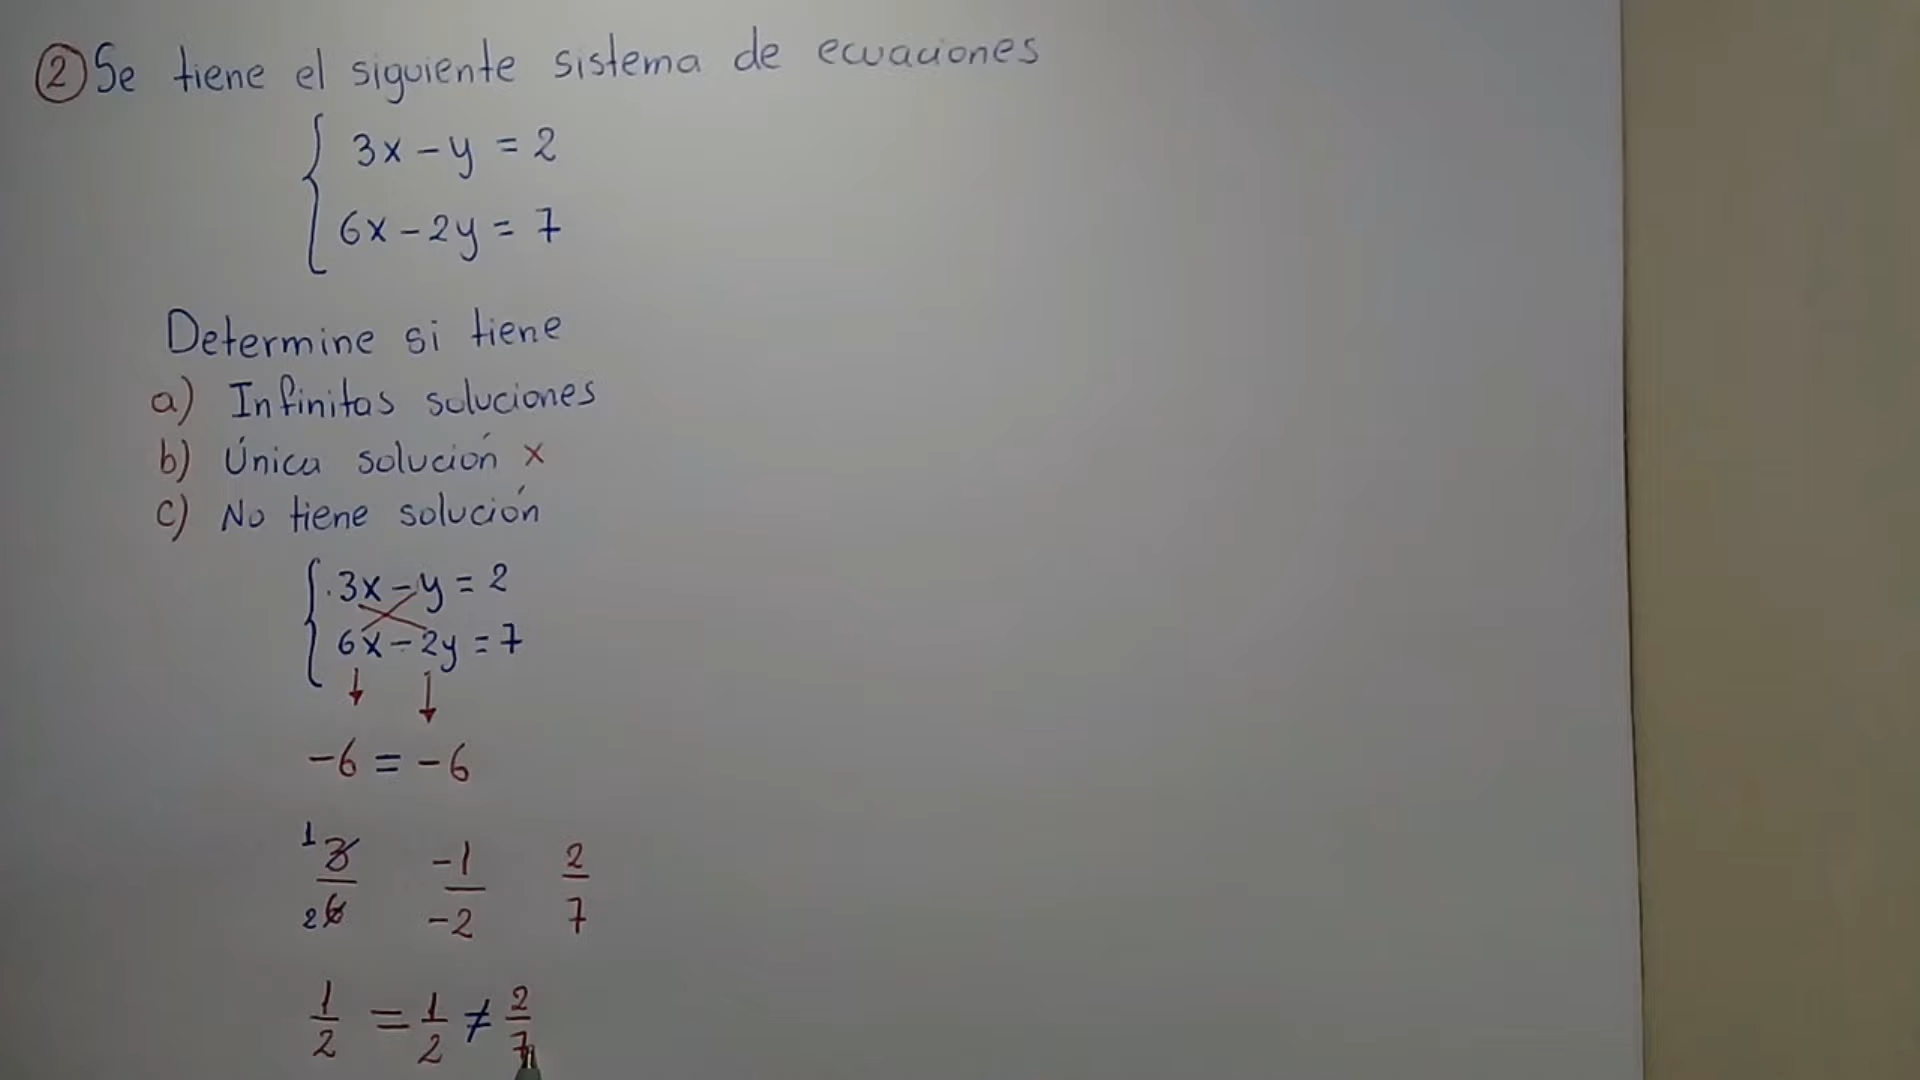 ② Se tiene el siguiente sistema de ecuaciones
3x - y = 2
6x - 2y = 7
Determine si tiene
a) Infinitas soluciones
b) Única solución x
c) No tiene solución
3x - y = 2
6x - 2y = 7
-6 = -6
1 3 -1 2
2 6 -2 7
1/2 = 1/2 ≠ 2/7